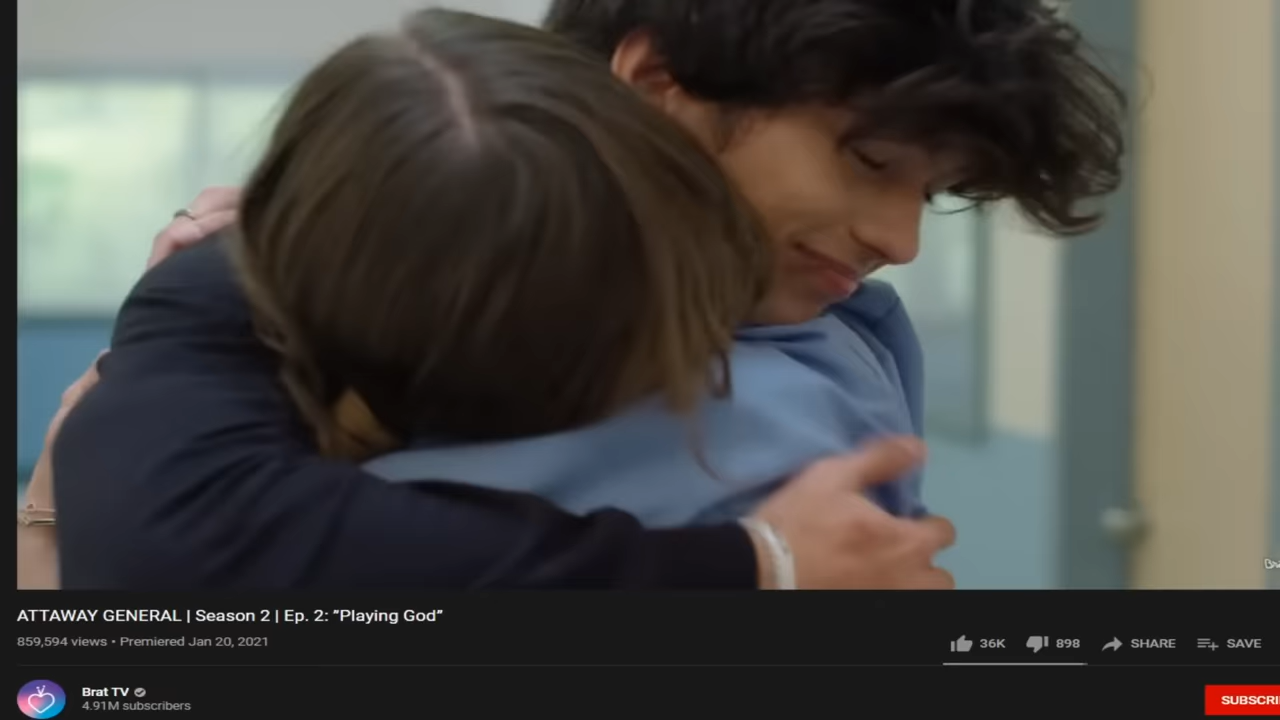 ATTAWAY GENERAL | Season 2 | Ep. 2: "Playing God"
859,594 views • Premiered Jan 20, 2021
36K
898
SHARE
SAVE
Brat TV
4.91M subscribers
SUBSCRI